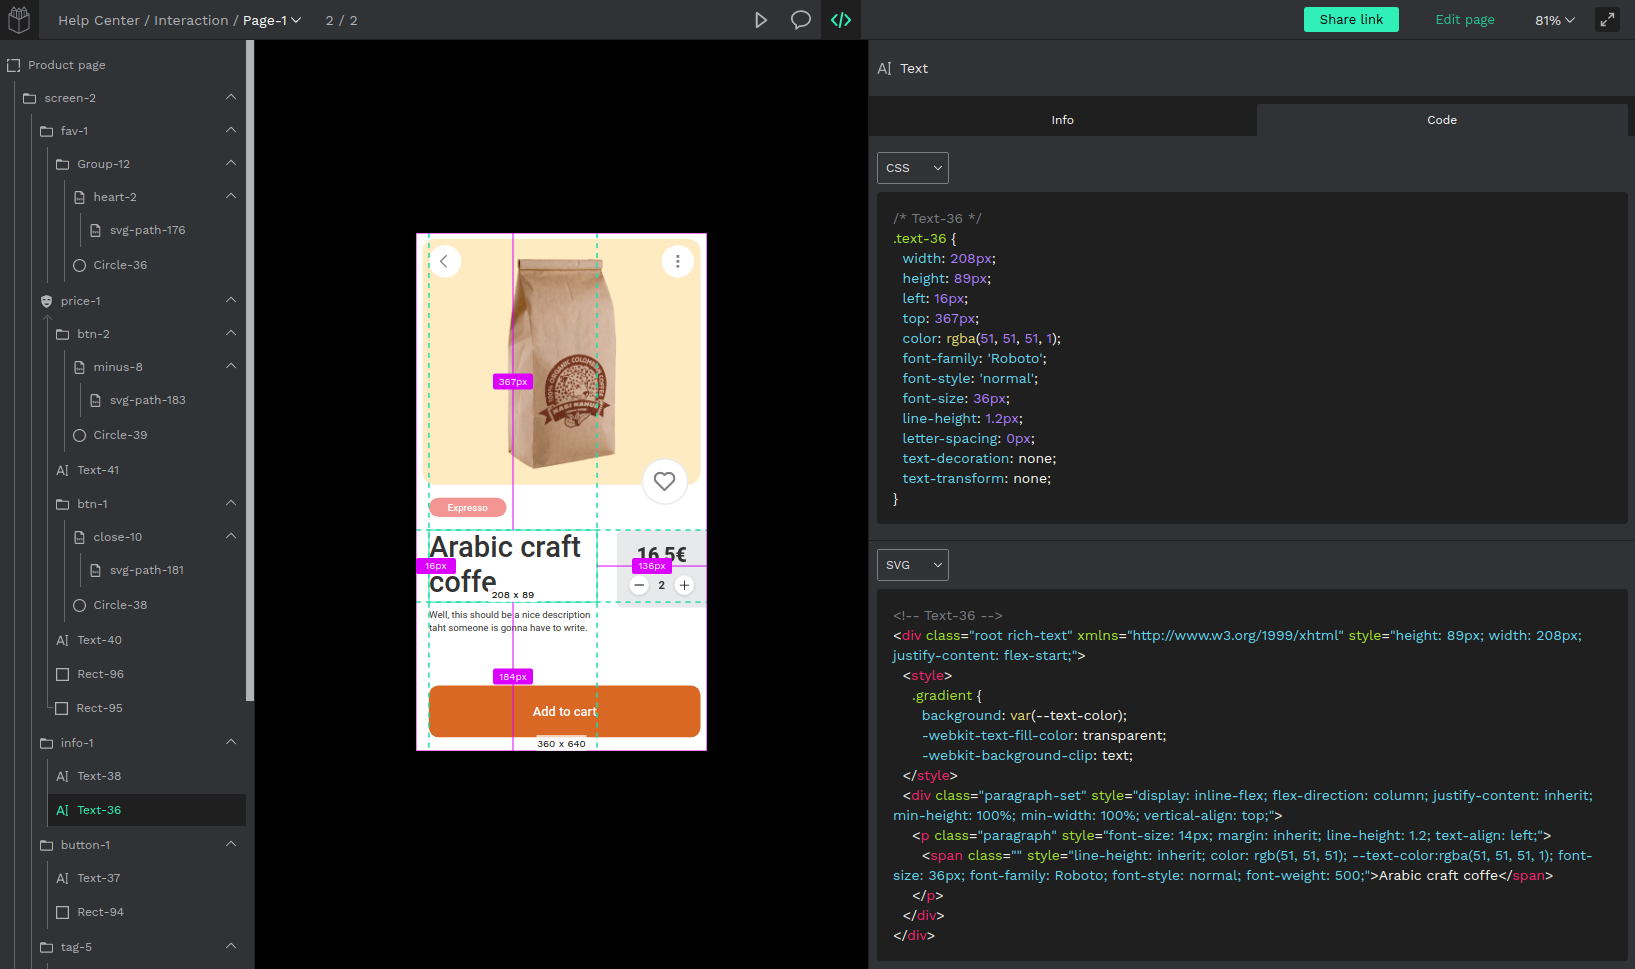 Help Center / Interaction / Page-1
2 / 2
Share link
Edit page
81%
Product page
screen-2
fav-1
Group-12
heart-2
svg-path-176
Circle-36
price-1
btn-2
minus-8
svg-path-183
Circle-39
Text-41
btn-1
close-10
svg-path-181
Circle-38
Text-40
Rect-96
Rect-95
info-1
Text-38
Text-36
button-1
Text-37
Rect-94
tag-5
367px
Expresso
Arabic craft
coffe
16px
208 x 89
16.5€
136px
2
Well, this should be a nice description
taht someone is gonna have to write.
184px
Add to cart
360 x 640
Text
Info
Code
CSS
/* Text-36 */
.text-36 {
width: 208px;
height: 89px;
left: 16px;
top: 367px;
color: rgba(51, 51, 51, 1);
font-family: 'Roboto';
font-style: 'normal';
font-size: 36px;
line-height: 1.2px;
letter-spacing: 0px;
text-decoration: none;
text-transform: none;
}
SVG
<!-- Text-36 -->
<div class="root rich-text" xmlns="http://www.w3.org/1999/xhtml" style="height: 89px; width: 208px;
justify-content: flex-start;">
<style>
.gradient {
background: var(--text-color);
-webkit-text-fill-color: transparent;
-webkit-background-clip: text;
</style>
<div class="paragraph-set" style="display: inline-flex; flex-direction: column; justify-content: inherit;
min-height: 100%; min-width: 100%; vertical-align: top;">
<p class="paragraph" style="font-size: 14px; margin: inherit; line-height: 1.2; text-align: left;">
<span class="" style="line-height: inherit; color: rgb(51, 51, 51); --text-color:rgba(51, 51, 51, 1); font-
size: 36px; font-family: Roboto; font-style: normal; font-weight: 500;">Arabic craft coffe</span>
</p>
</div>
</div>